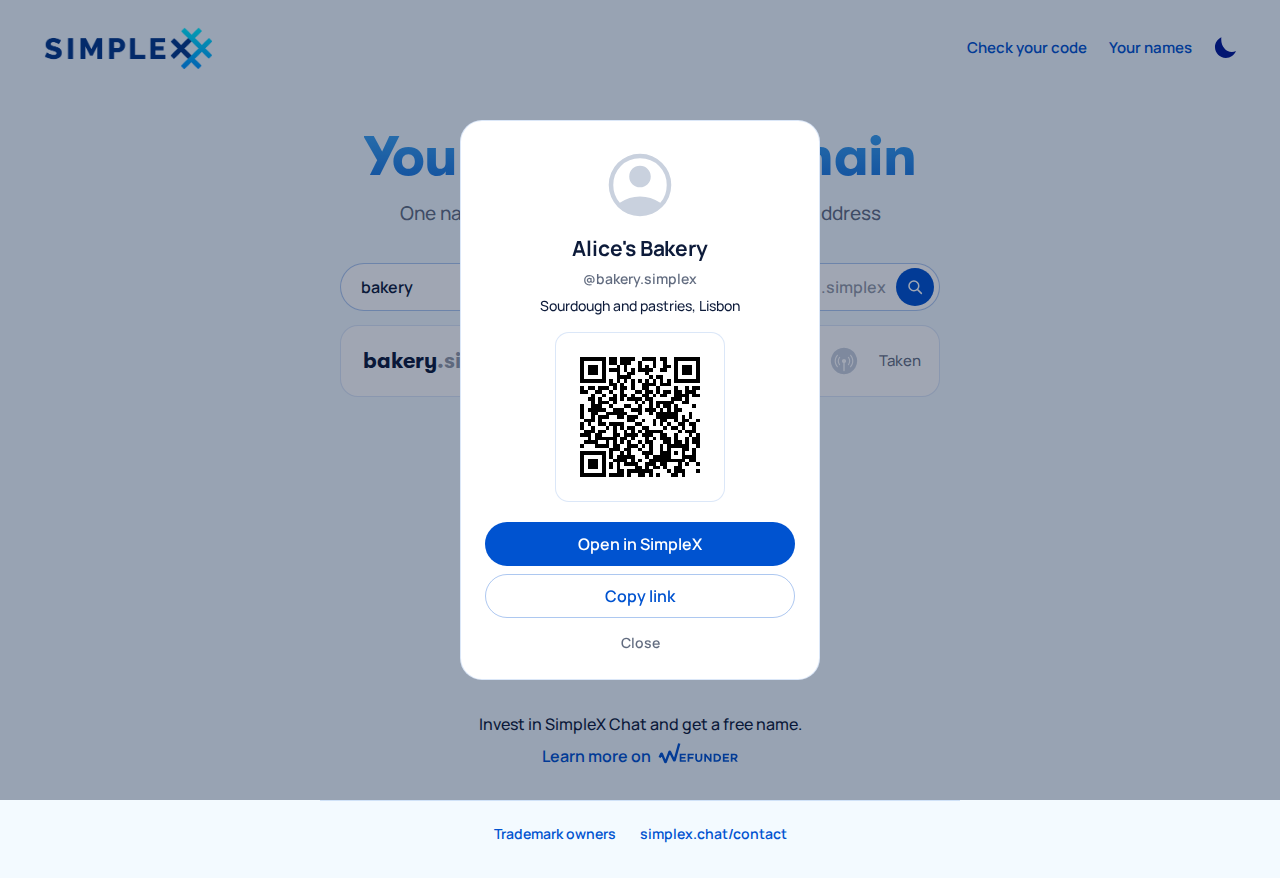 SIMPLEX
Check your code
Your names
You
hain
One na
ddress
bakery
.simplex
bakery.si
Taken
Alice's Bakery
@bakery.simplex
Sourdough and pastries, Lisbon
Open in SimpleX
Copy link
Close
Invest in SimpleX Chat and get a free name.
Learn more on WEFUNDER
Trademark owners
simplex.chat/contact